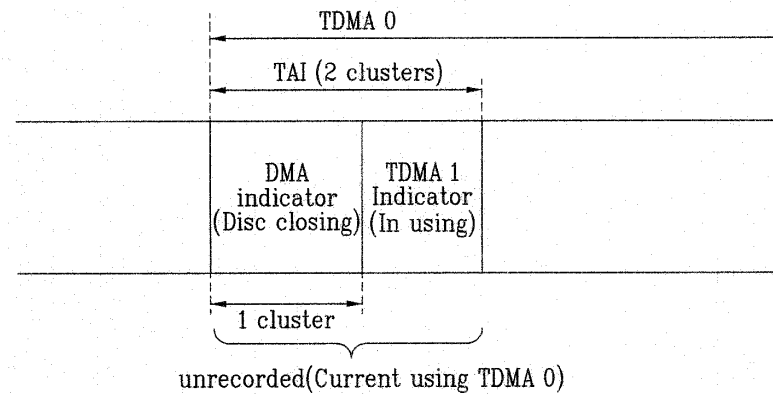 TDMA 0
TAI (2 clusters)
DMA
indicator
(Disc closing)
TDMA 1
Indicator
(In using)
1 cluster
unrecorded(Current using TDMA 0)